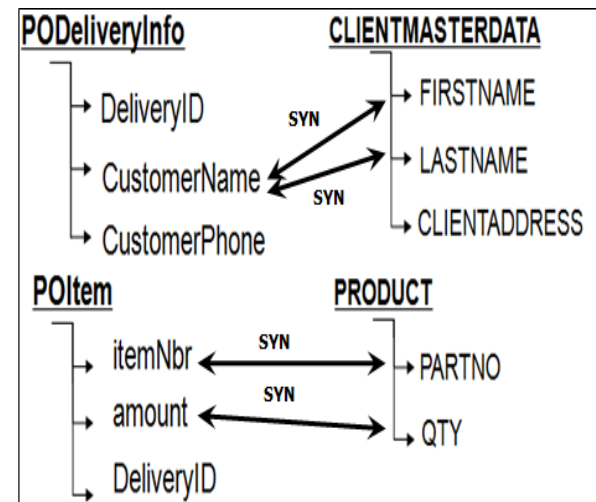 PODeliveryInfo
DeliveryID
CustomerName
CustomerPhone
CLIENTMASTERDATA
FIRSTNAME
LASTNAME
CLIENTADDRESS
SYN
SYN
POItem
itemNbr
amount
DeliveryID
PRODUCT
PARTNO
QTY
SYN
SYN